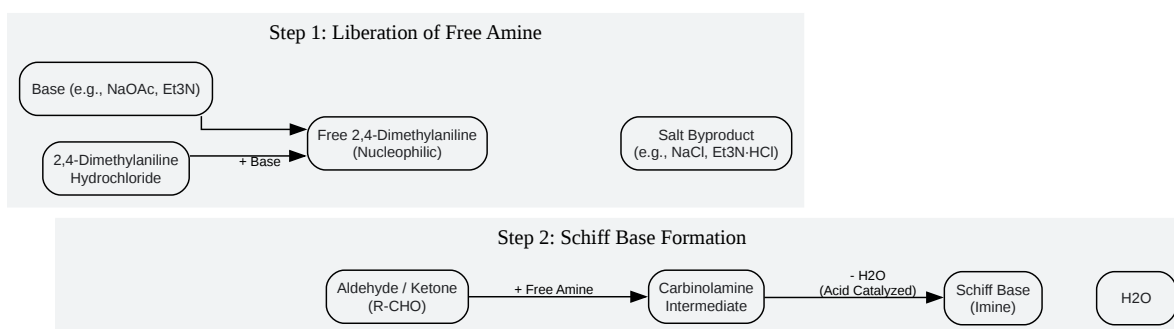 Step 1: Liberation of Free Amine
Base (e.g., NaOAc, Et3N)
2,4-Dimethylaniline
Hydrochloride
+ Base
Free 2,4-Dimethylaniline
(Nucleophilic)
Salt Byproduct
(e.g., NaCl, Et3N·HCl)
Step 2: Schiff Base Formation
Aldehyde / Ketone
(R-CHO)
+ Free Amine
Carbinolamine
Intermediate
- H2O
(Acid Catalyzed)
Schiff Base
(Imine)
H2O